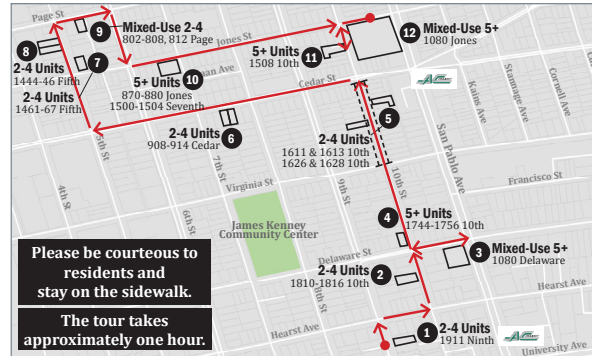 Page St
9
Mixed-Use 2-4
802-808, 812 Page
8
7
2-4 Units
1444-46 Fifth
2-4 Units
1461-67 Fifth
Jones St
10
5+ Units
870-880 Jones
1500-1504 Seventh
11
5+ Units
1508 10th
12
Mixed-Use 5+
1080 Jones
Cedar St
Kains Ave
Stannage Ave
Cornell Ave
6
2-4 Units
908-914 Cedar
5
2-4 Units
1611 & 1613 10th
1626 & 1628 10th
San Pablo Ave
4th St
5th St
6th St
7th St
8th St
9th St
10th St
Virginia St
Francisco St
James Kenney
Community Center
4
5+ Units
1744-1756 10th
3
Mixed-Use 5+
1080 Delaware
Delaware St
2
2-4 Units
1810-1816 10th
Hearst Ave
Hearst Ave
1
2-4 Units
1911 Ninth
University Ave
Please be courteous to
residents and
stay on the sidewalk.
The tour takes
approximately one hour.